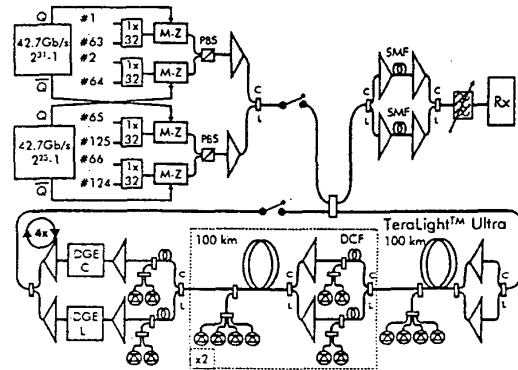 Q
42.7Gb/s
2³¹-1
Q
#1
#63
#2
#64
1x
32
1x
32
M-Z
M-Z
PBS
42.7Gb/s
2²³-1
Q
Q
#65
#125
#66
#124
1x
32
1x
32
M-Z
M-Z
PBS
C
L
C
L
SMF
SMF
C
L
Rx
4x
DGE
C
DGE
L
C
L
100 km
x2
C
L
DCF
C
L
TeraLight™ Ultra
100 km
C
L